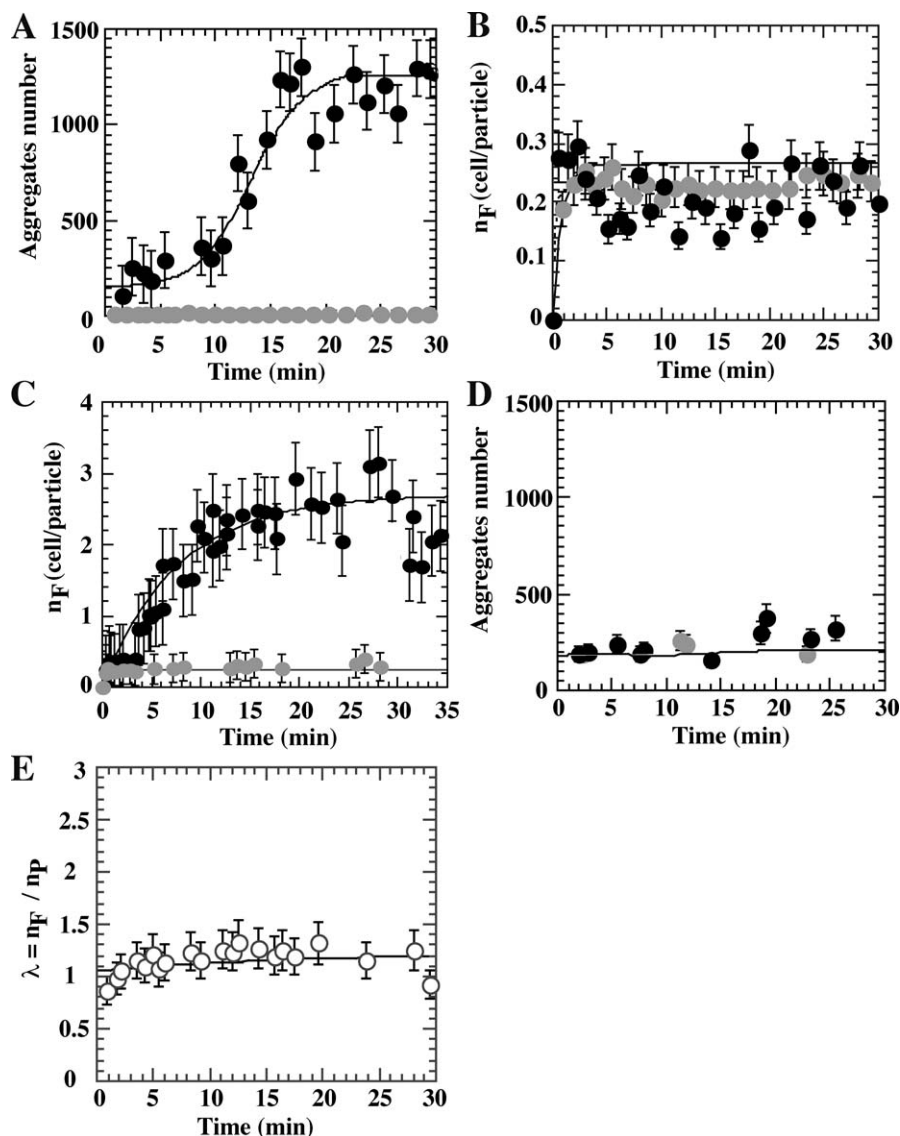 A
Aggregates number
1500
1000
500
0
0 5 10 15 20 25 30
Time (min)
B
n_F (cell/particle)
0.5
0.4
0.3
0.2
0.1
0
0 5 10 15 20 25 30
Time (min)
C
n_F (cell/particle)
4
3
2
1
0
0 5 10 15 20 25 30 35
Time (min)
D
Aggregates number
1500
1000
500
0
0 5 10 15 20 25 30
Time (min)
E
λ = n_F / n_P
3
2.5
2
1.5
1
0.5
0
0 5 10 15 20 25 30
Time (min)